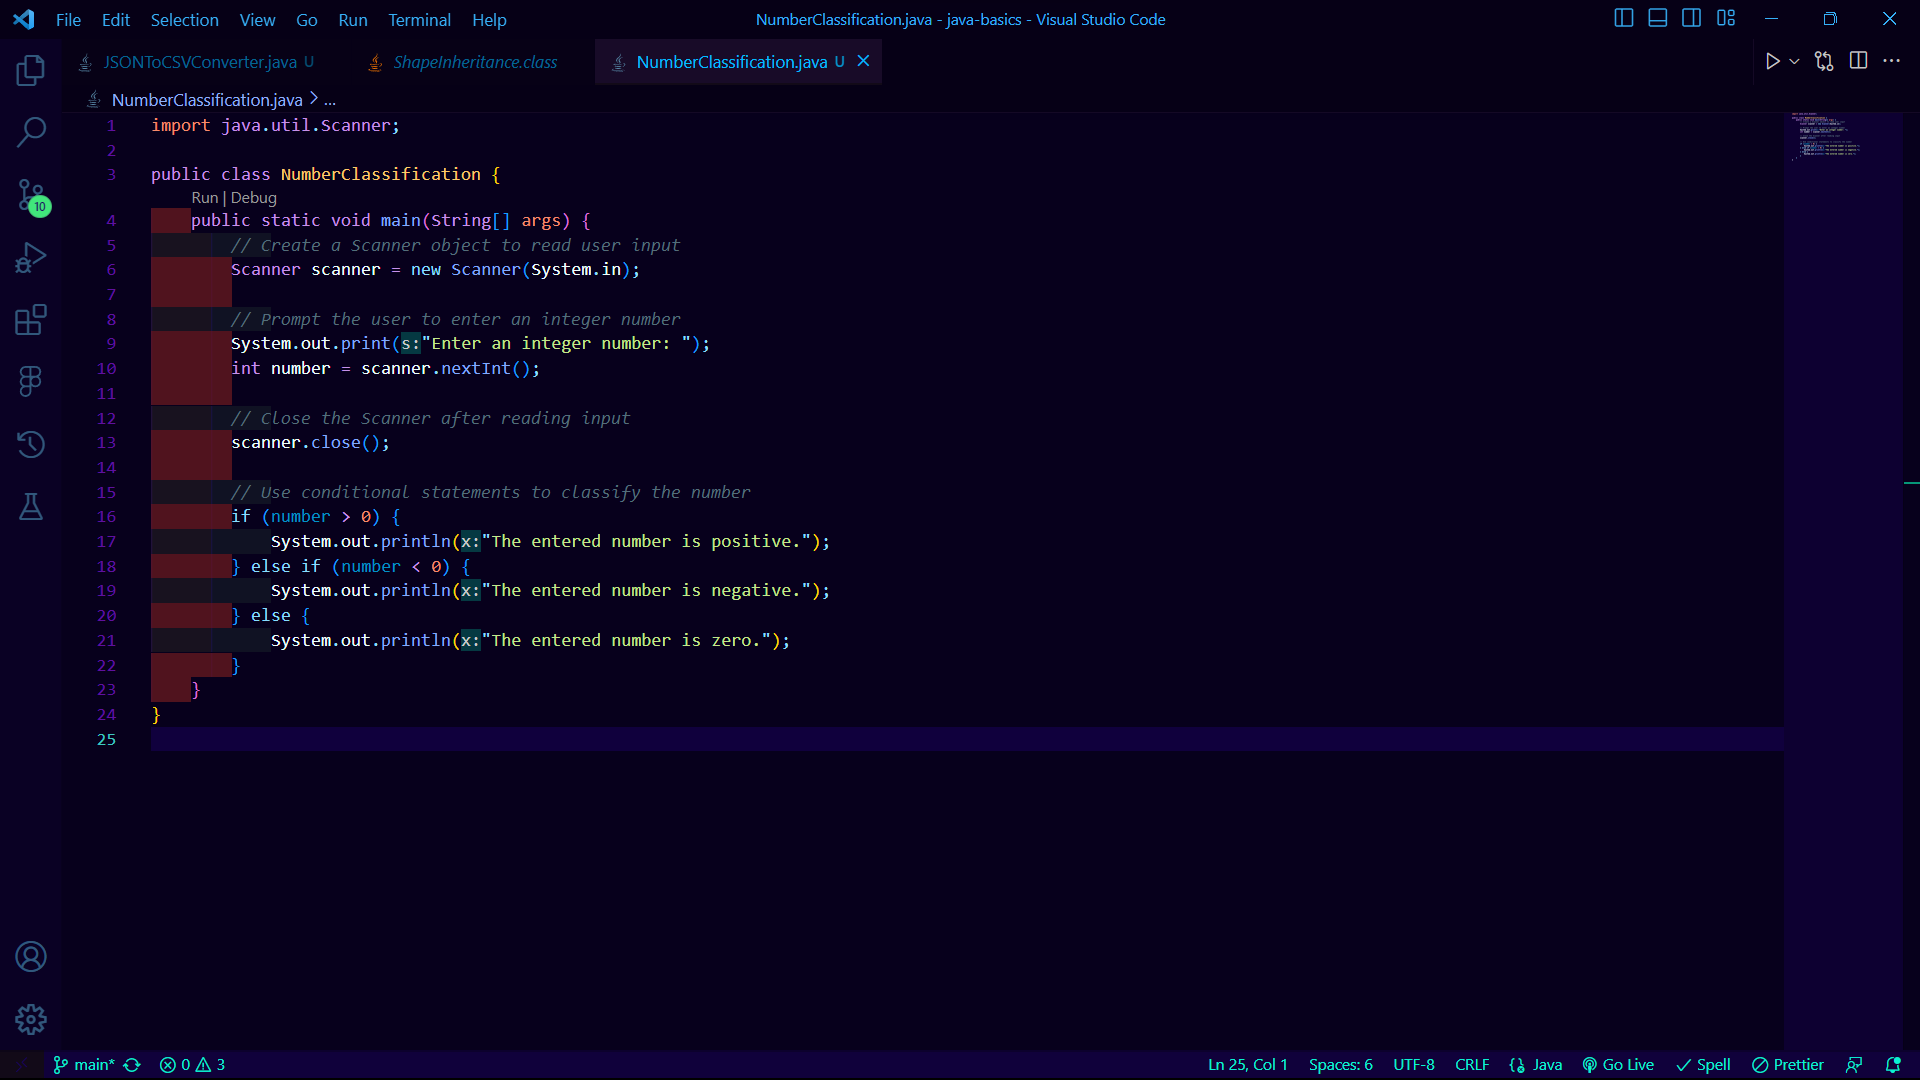 File Edit Selection View Go Run Terminal Help NumberClassification.java - java-basics - Visual Studio Code
JSONToCSVConverter.java U ShapeInheritance.class NumberClassification.java U
NumberClassification.java > ...
1 import java.util.Scanner;
2
3 public class NumberClassification {
Run | Debug
4 public static void main(String[] args) {
5 // Create a Scanner object to read user input
6 Scanner scanner = new Scanner(System.in);
7
8 // Prompt the user to enter an integer number
9 System.out.print(s:"Enter an integer number: ");
10 int number = scanner.nextInt();
11
12 // Close the Scanner after reading input
13 scanner.close();
14
15 // Use conditional statements to classify the number
16 if (number > 0) {
17 System.out.println(x:"The entered number is positive.");
18 } else if (number < 0) {
19 System.out.println(x:"The entered number is negative.");
20 } else {
21 System.out.println(x:"The entered number is zero.");
22 }
23 }
24 }
25
10
main* 0 3 Ln 25, Col 1 Spaces: 6 UTF-8 CRLF Java Go Live Spell Prettier